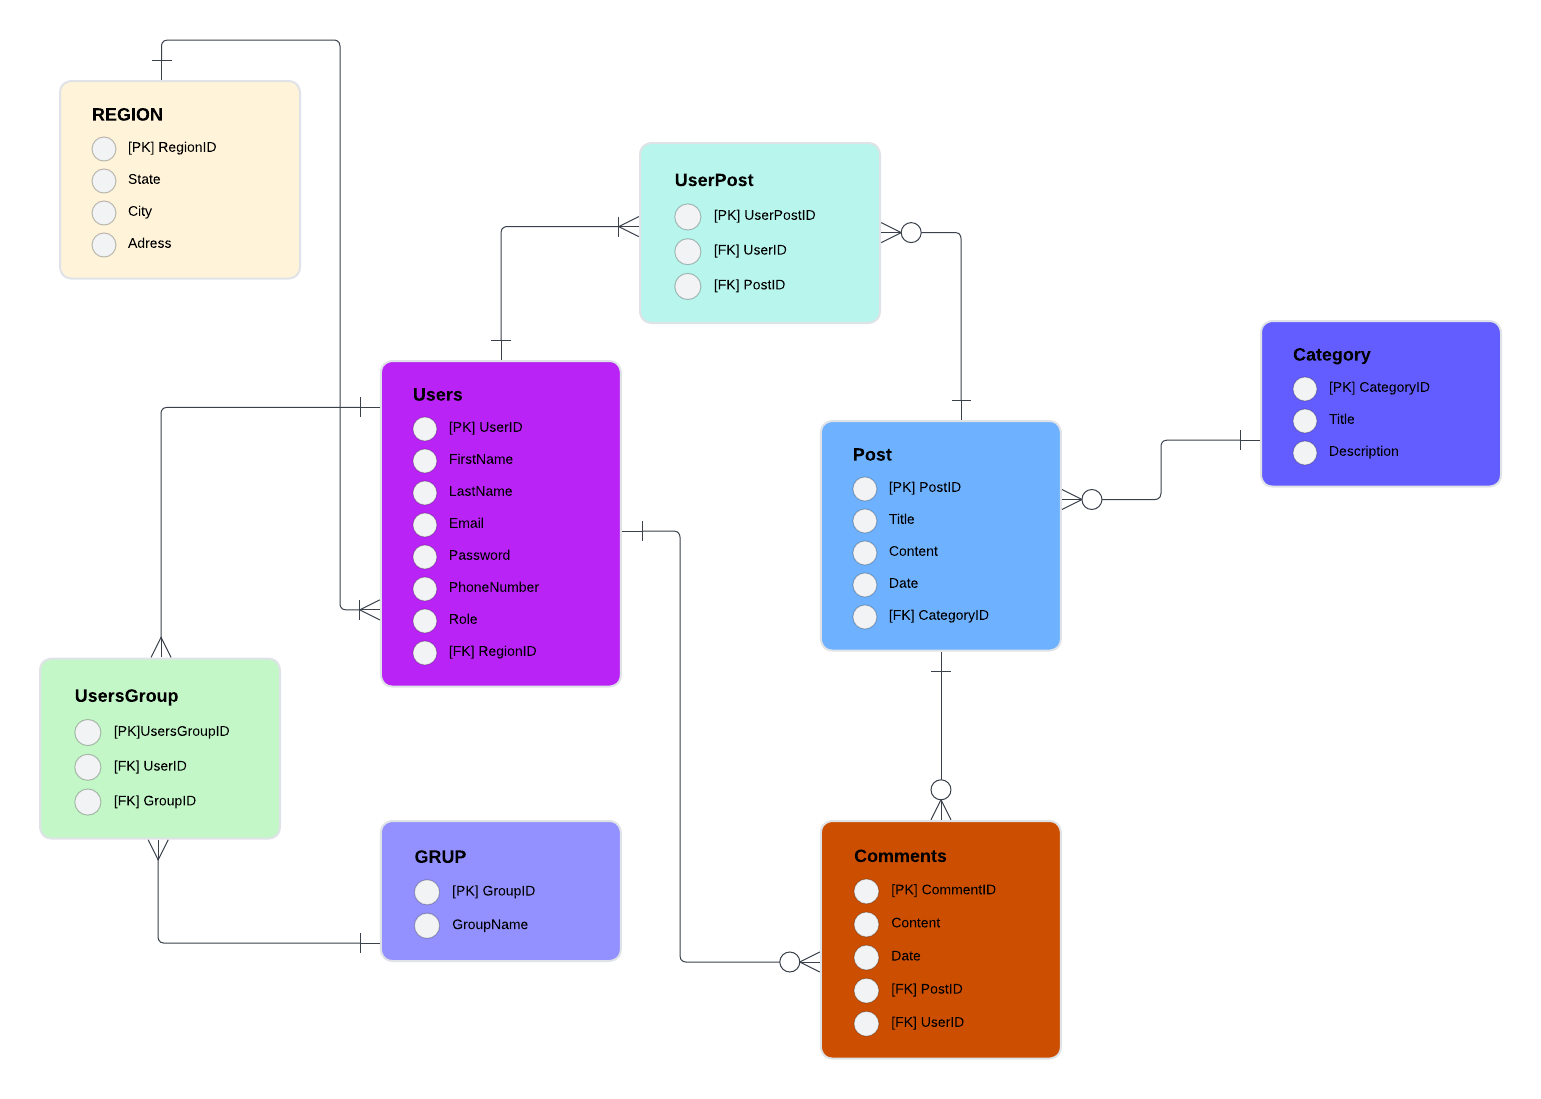 REGION
[PK] RegionID
State
City
Adress
UserPost
[PK] UserPostID
[FK] UserID
[FK] PostID
Users
[PK] UserID
FirstName
LastName
Email
Password
PhoneNumber
Role
[FK] RegionID
Category
[PK] CategoryID
Title
Description
Post
[PK] PostID
Title
Content
Date
[FK] CategoryID
UsersGroup
[PK]UsersGroupID
[FK] UserID
[FK] GroupID
GRUP
[PK] GroupID
GroupName
Comments
[PK] CommentID
Content
Date
[FK] PostID
[FK] UserID